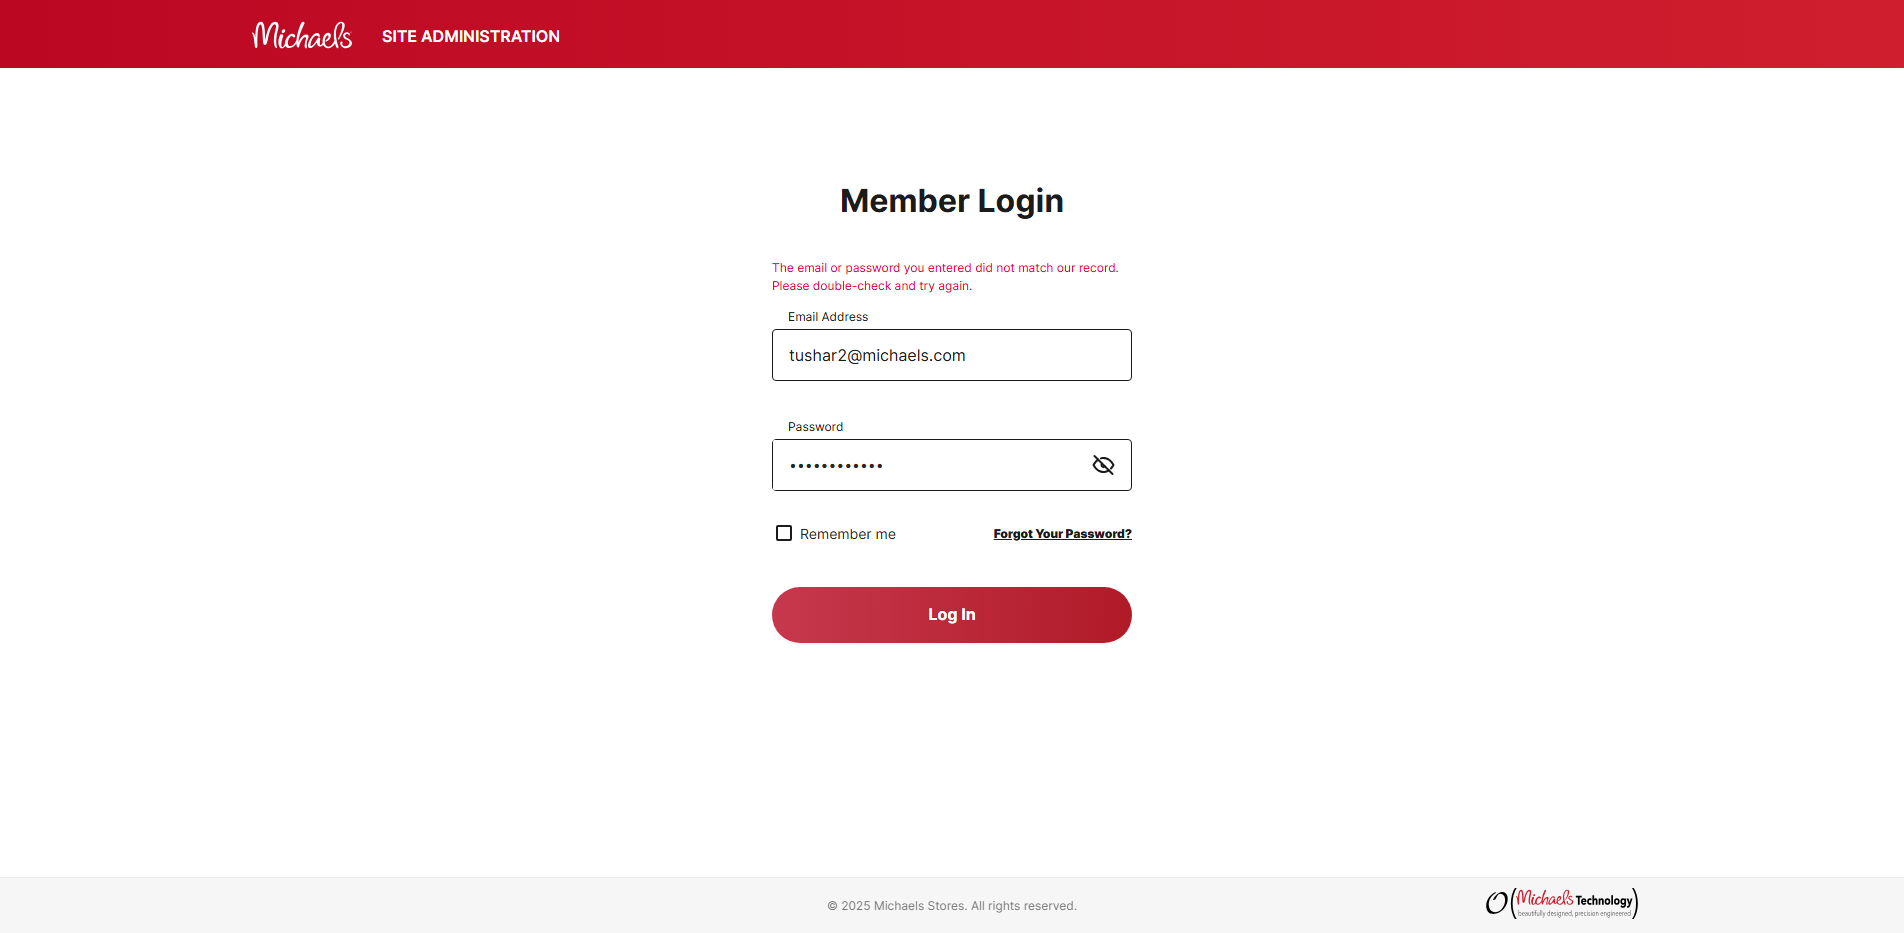 Michaels SITE ADMINISTRATION
Member Login
The email or password you entered did not match our record.
Please double-check and try again.
Email Address
tushar2@michaels.com
Password
••••••••••••
Remember me Forgot Your Password?
Log In
© 2025 Michaels Stores. All rights reserved.
O(Michaels Technology)
beautifully designed, precision engineered